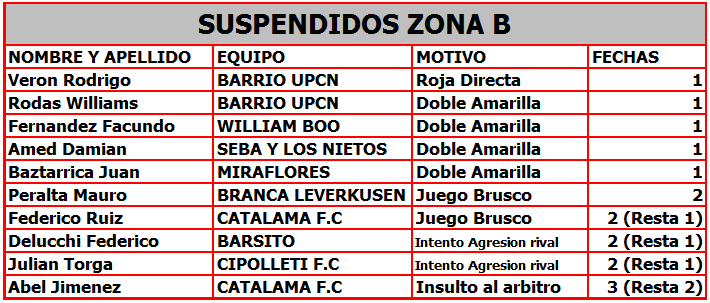 SUSPENDIDOS ZONA B
NOMBRE Y APELLIDO EQUIPO MOTIVO FECHAS
Veron Rodrigo BARRIO UPCN Roja Directa 1
Rodas Williams BARRIO UPCN Doble Amarilla 1
Fernandez Facundo WILLIAM BOO Doble Amarilla 1
Amed Damian SEBA Y LOS NIETOS Doble Amarilla 1
Baztarrica Juan MIRAFLORES Doble Amarilla 1
Peralta Mauro BRANCA LEVERKUSEN Juego Brusco 2
Federico Ruiz CATALAMA F.C Juego Brusco 2 (Resta 1)
Delucchi Federico BARSITO Intento Agresion rival 2 (Resta 1)
Julian Torga CIPOLLETI F.C Intento Agresion rival 2 (Resta 1)
Abel Jimenez CATALAMA F.C Insulto al arbitro 3 (Resta 2)